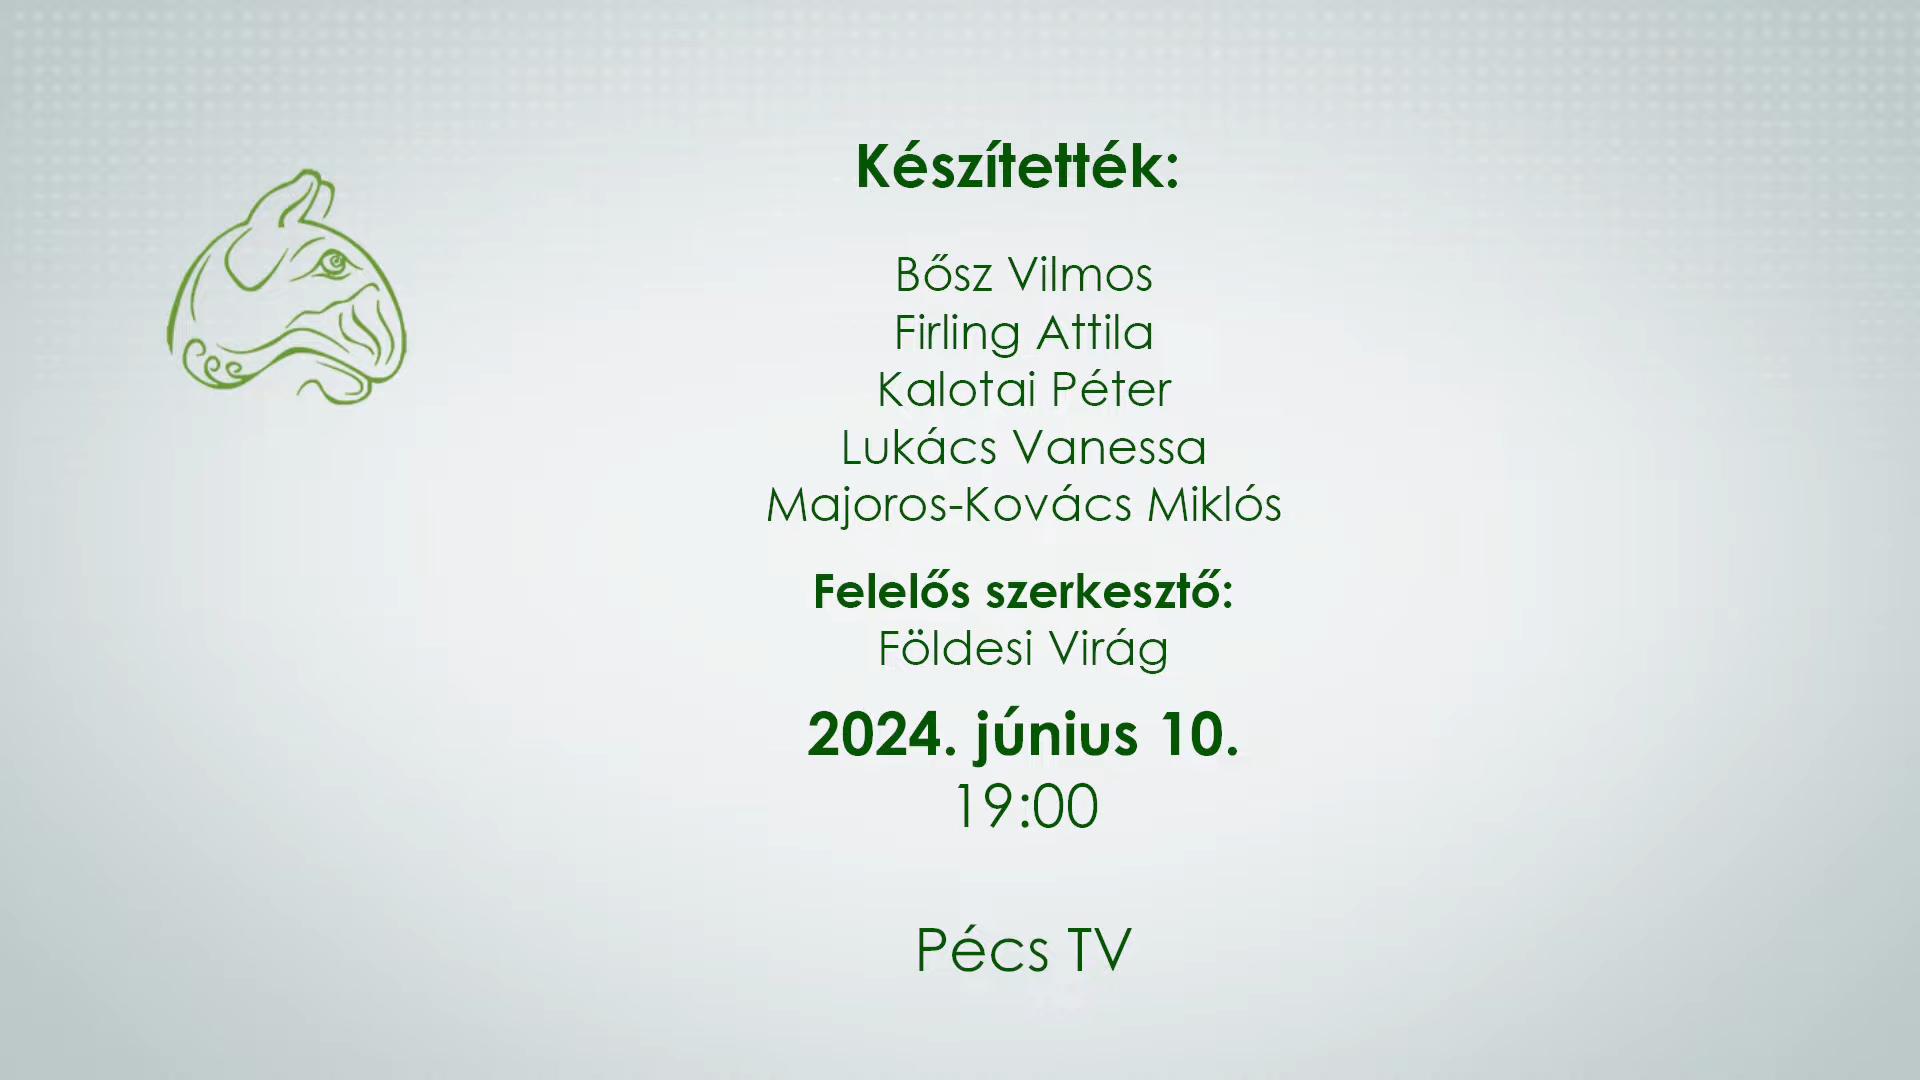 Készítették:
Bősz Vilmos
Firling Attila
Kalotai Péter
Lukács Vanessa
Majoros-Kovács Miklós
Felelős szerkesztő:
Földesi Virág
2024. június 10.
19:00
Pécs TV